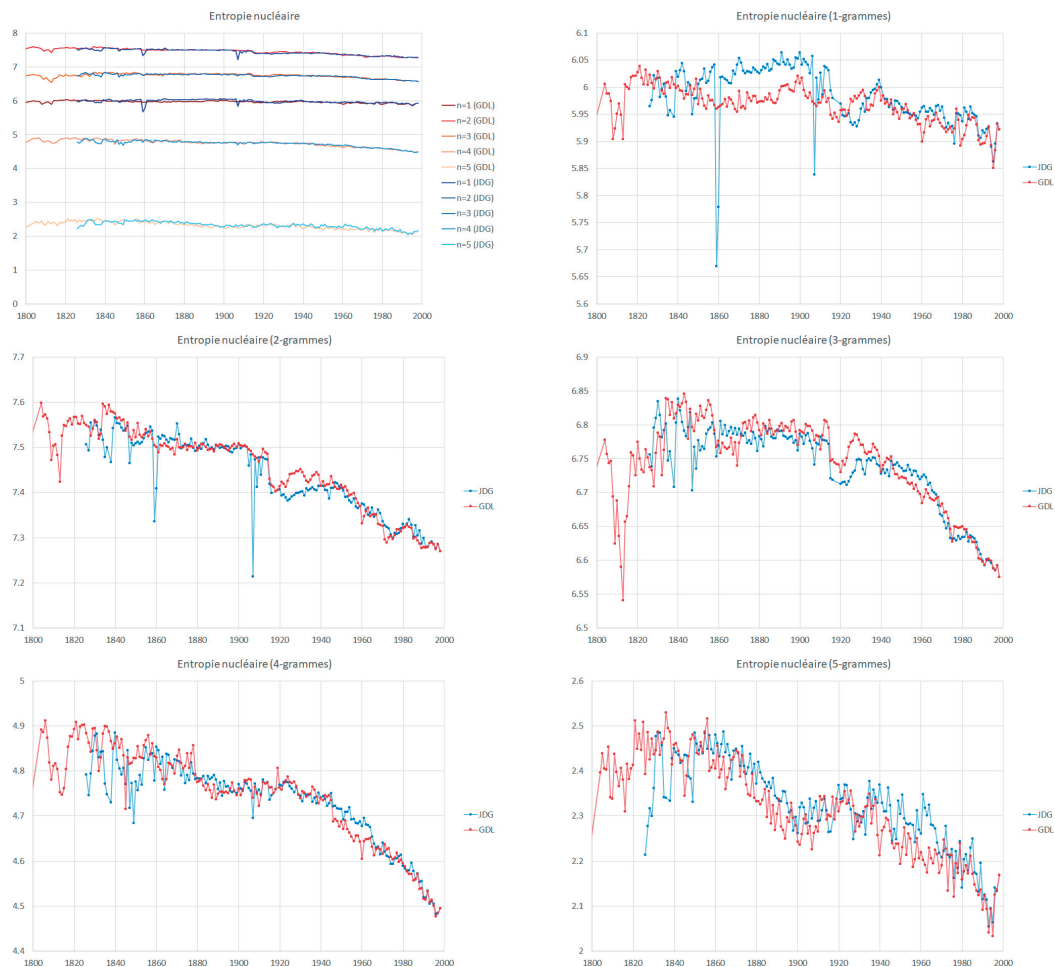 Entropie nucléaire
8
7
6
5
4
3
2
1
0
1800 1820 1840 1860 1880 1900 1920 1940 1960 1980 2000
n=1 (GDL)
n=2 (GDL)
n=3 (GDL)
n=4 (GDL)
n=5 (GDL)
n=1 (JDG)
n=2 (JDG)
n=3 (JDG)
n=4 (JDG)
n=5 (JDG)
Entropie nucléaire (1-grammes)
6.1
6.05
6
5.95
5.9
5.85
5.8
5.75
5.7
5.65
5.6
1800 1820 1840 1860 1880 1900 1920 1940 1960 1980 2000
JDG
GDL
Entropie nucléaire (2-grammes)
7.7
7.6
7.5
7.4
7.3
7.2
7.1
1800 1820 1840 1860 1880 1900 1920 1940 1960 1980 2000
JDG
GDL
Entropie nucléaire (3-grammes)
6.9
6.85
6.8
6.75
6.7
6.65
6.6
6.55
6.5
1800 1820 1840 1860 1880 1900 1920 1940 1960 1980 2000
JDG
GDL
Entropie nucléaire (4-grammes)
5
4.9
4.8
4.7
4.6
4.5
4.4
1800 1820 1840 1860 1880 1900 1920 1940 1960 1980 2000
JDG
GDL
Entropie nucléaire (5-grammes)
2.6
2.5
2.4
2.3
2.2
2.1
2
1800 1820 1840 1860 1880 1900 1920 1940 1960 1980 2000
JDG
GDL